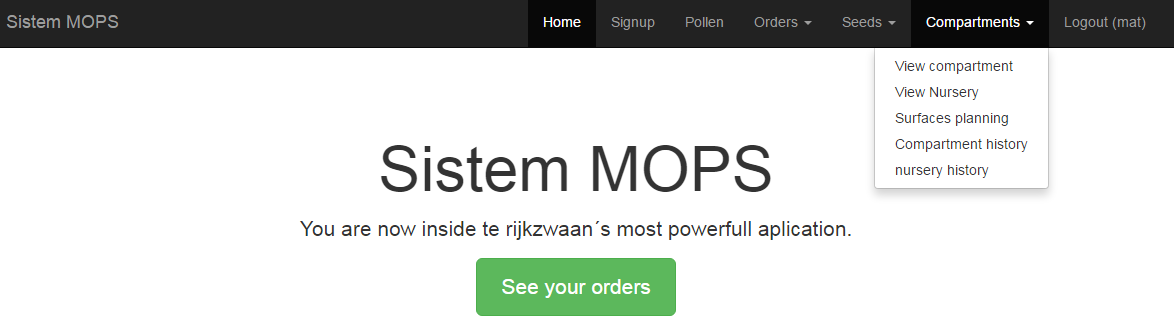 Sistem MOPS Home Signup Pollen Orders Seeds Compartments Logout (mat)
View compartment
View Nursery
Surfaces planning
Compartment history
nursery history
Sistem MOPS
You are now inside te rijkzwaan´s most powerfull aplication.
See your orders